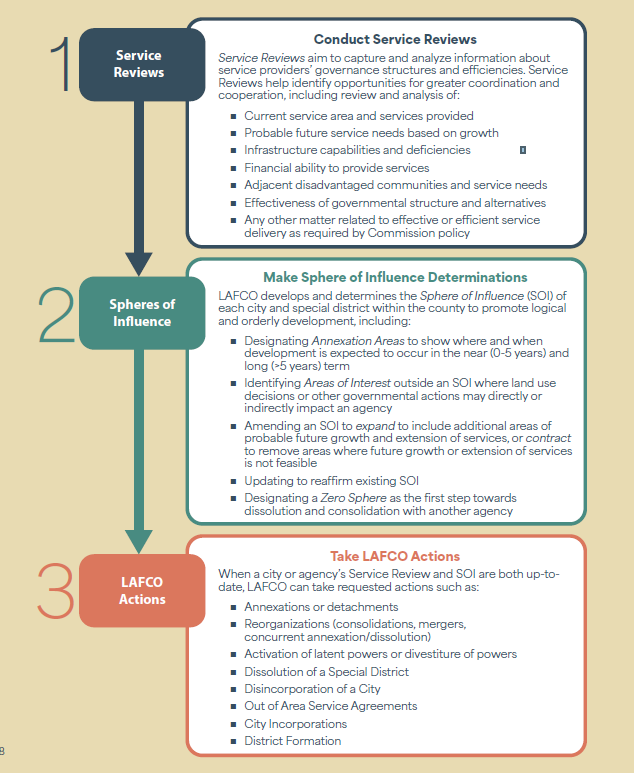 1
Service
Reviews
Conduct Service Reviews
Service Reviews aim to capture and analyze information about
service providers’ governance structures and efficiencies. Service
Reviews help identify opportunities for greater coordination and
cooperation, including review and analysis of:
▪ Current service area and services provided
▪ Probable future service needs based on growth
▪ Infrastructure capabilities and deficiencies
▪ Financial ability to provide services
▪ Adjacent disadvantaged communities and service needs
▪ Effectiveness of governmental structure and alternatives
▪ Any other matter related to effective or efficient service
delivery as required by Commission policy
2
Spheres of
Influence
Make Sphere of Influence Determinations
LAFCO develops and determines the Sphere of Influence (SOI) of
each city and special district within the county to promote logical
and orderly development, including:
▪ Designating Annexation Areas to show where and when
development is expected to occur in the near (0-5 years) and
long (>5 years) term
▪ Identifying Areas of Interest outside an SOI where land use
decisions or other governmental actions may directly or
indirectly impact an agency
▪ Amending an SOI to expand to include additional areas of
probable future growth and extension of services, or contract
to remove areas where future growth or extension of services
is not feasible
▪ Updating to reaffirm existing SOI
▪ Designating a Zero Sphere as the first step towards
dissolution and consolidation with another agency
3
LAFCO
Actions
Take LAFCO Actions
When a city or agency’s Service Review and SOI are both up-to-
date, LAFCO can take requested actions such as:
▪ Annexations or detachments
▪ Reorganizations (consolidations, mergers,
concurrent annexation/dissolution)
▪ Activation of latent powers or divestiture of powers
▪ Dissolution of a Special District
▪ Disincorporation of a City
▪ Out of Area Service Agreements
▪ City Incorporations
▪ District Formation
8